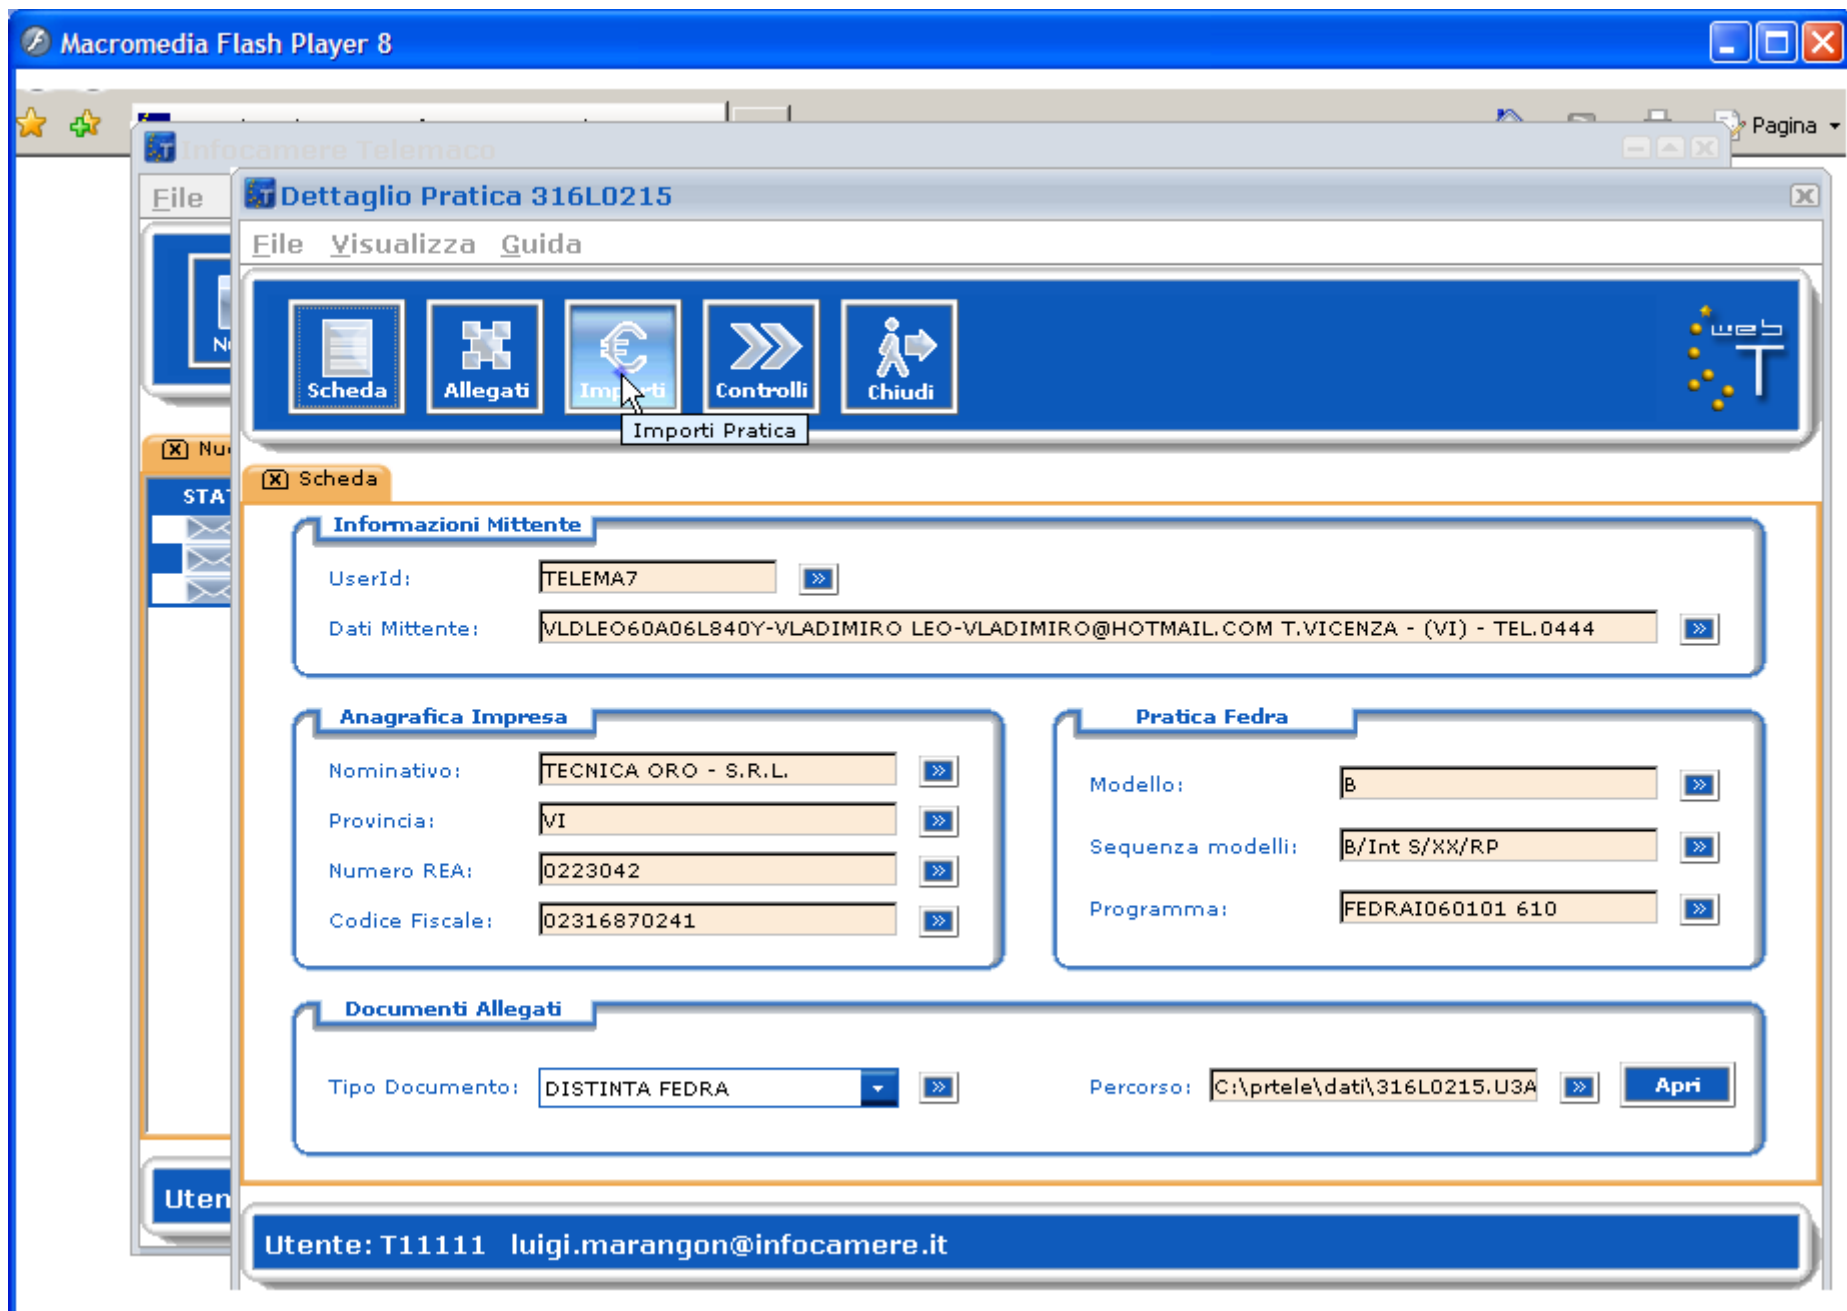 Macromedia Flash Player 8
Pagina
Infocamere Telemaco
File
Dettaglio Pratica 316L0215
File Visualizza Guida
Scheda Allegati Importi Controlli Chiudi
web T
Importi Pratica
Scheda
Informazioni Mittente
UserId: TELEMA7
Dati Mittente: VLDLEO60A06L840Y-VLADIMIRO LEO-VLADIMIRO@HOTMAIL.COM T.VICENZA - (VI) - TEL.0444
Anagrafica Impresa
Nominativo: TECNICA ORO - S.R.L.
Provincia: VI
Numero REA: 0223042
Codice Fiscale: 02316870241
Pratica Fedra
Modello: B
Sequenza modelli: B/Int S/XX/RP
Programma: FEDRAI060101 610
Documenti Allegati
Tipo Documento: DISTINTA FEDRA
Percorso: C:\prtele\dati\316L0215.U3A
Apri
Utente: T11111 luigi.marangon@infocamere.it